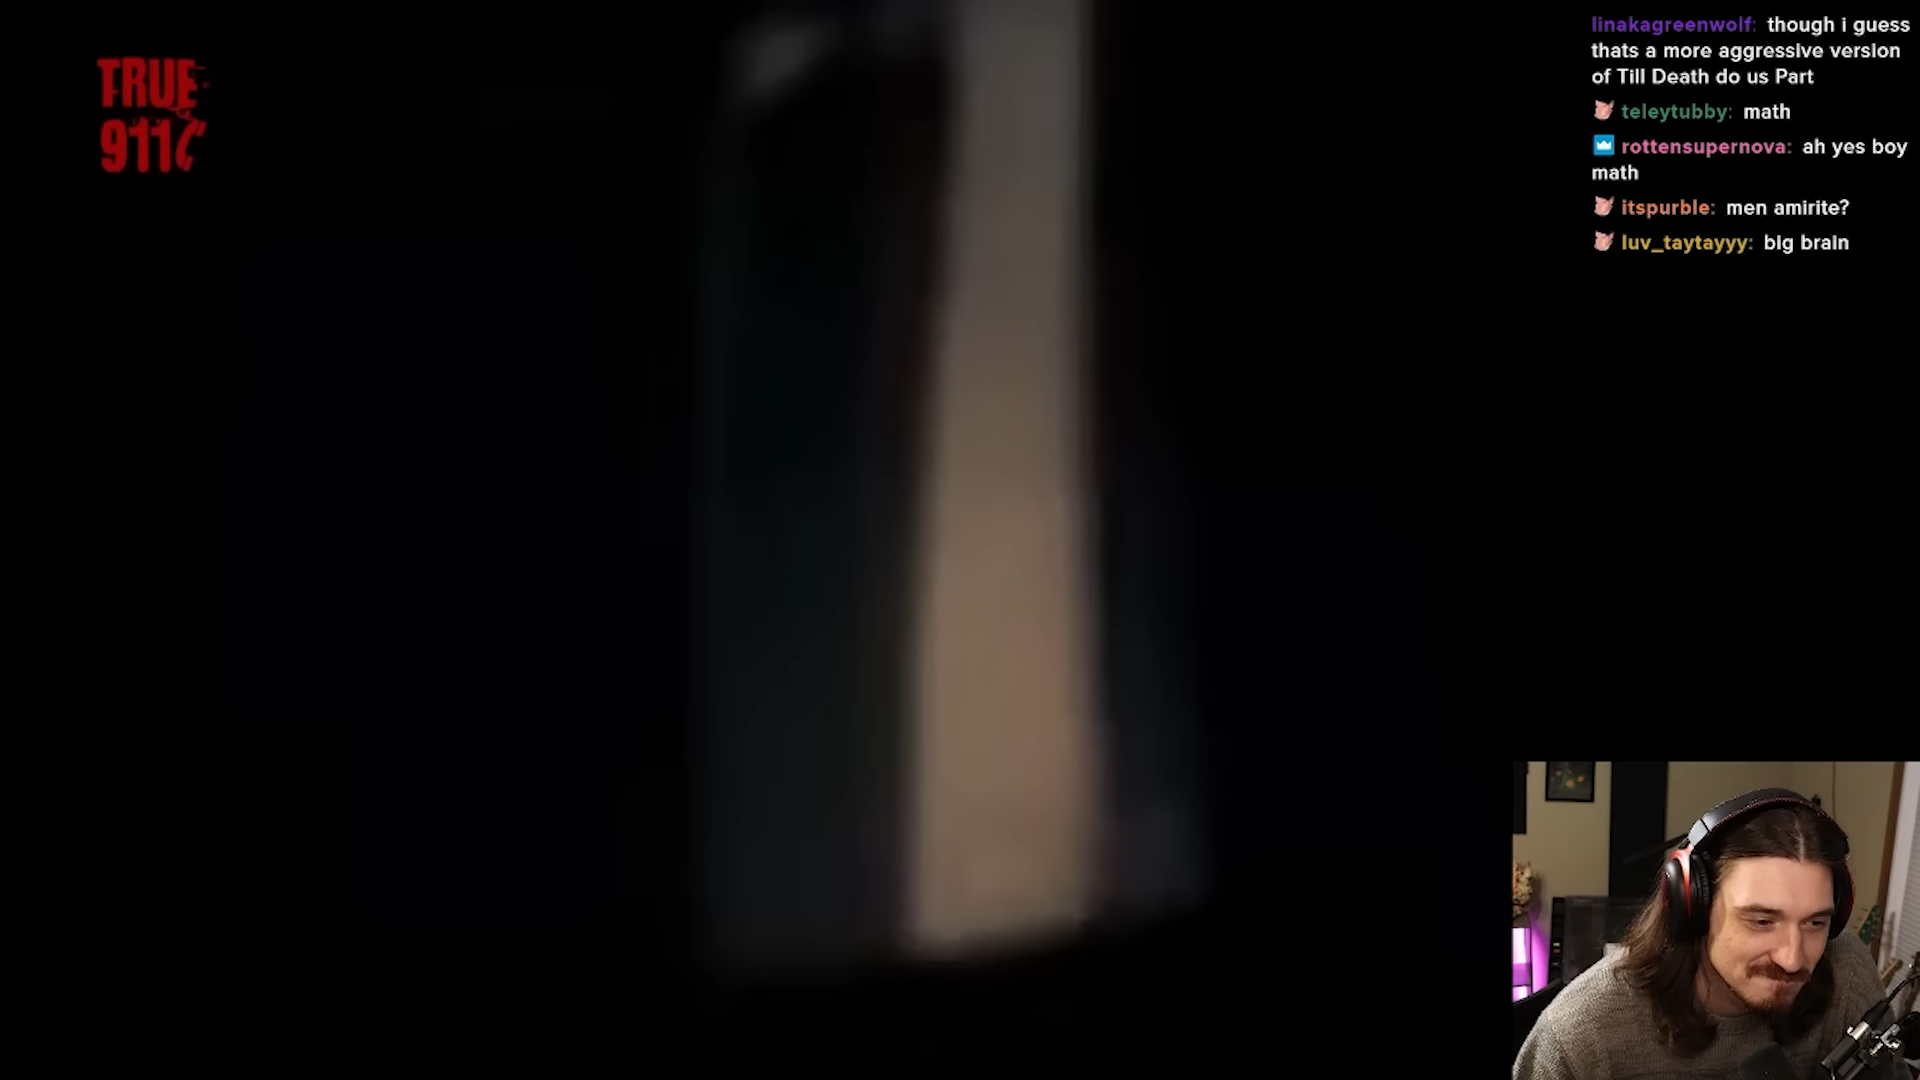 TRUE
911
linakagreenwolf: though i guess
thats a more aggressive version
of Till Death do us Part
teleytubby: math
rottensupernova: ah yes boy
math
itspurble: men amirite?
luv_taytayyy: big brain